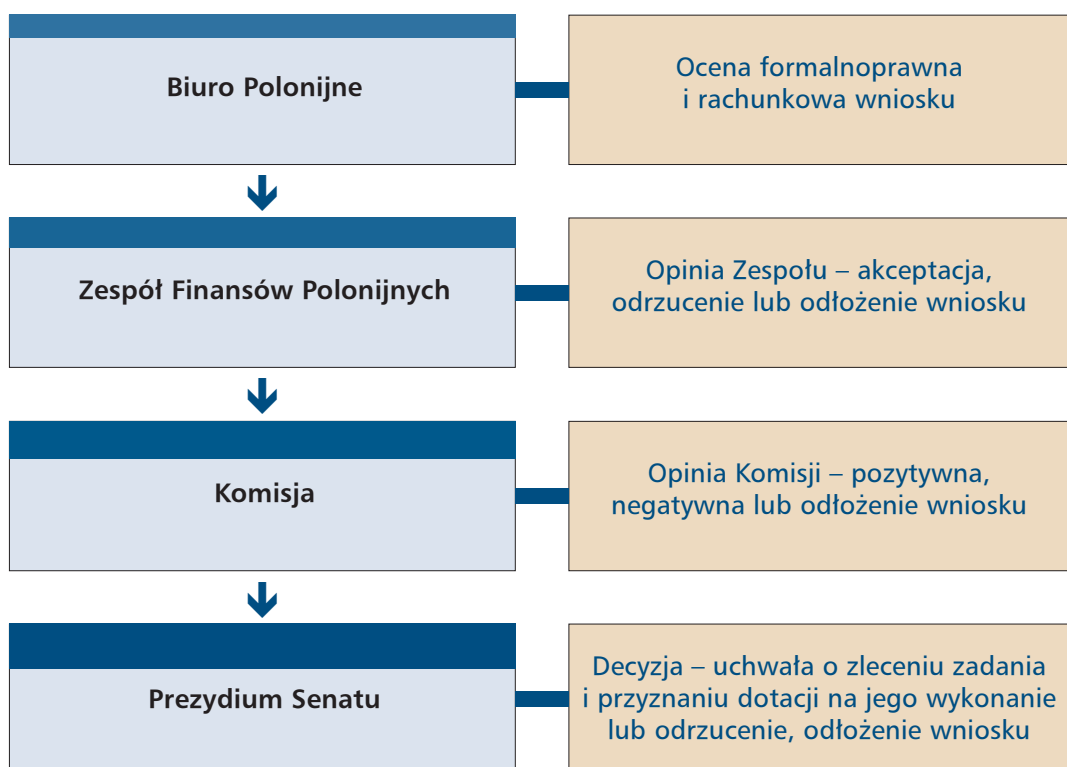 Biuro Polonijne
Ocena formalnoprawna
i rachunkowa wniosku
Zespół Finansów Polonijnych
Opinia Zespołu – akceptacja,
odrzucenie lub odłożenie wniosku
Komisja
Opinia Komisji – pozytywna,
negatywna lub odłożenie wniosku
Prezydium Senatu
Decyzja – uchwała o zleceniu zadania
i przyznaniu dotacji na jego wykonanie
lub odrzucenie, odłożenie wniosku